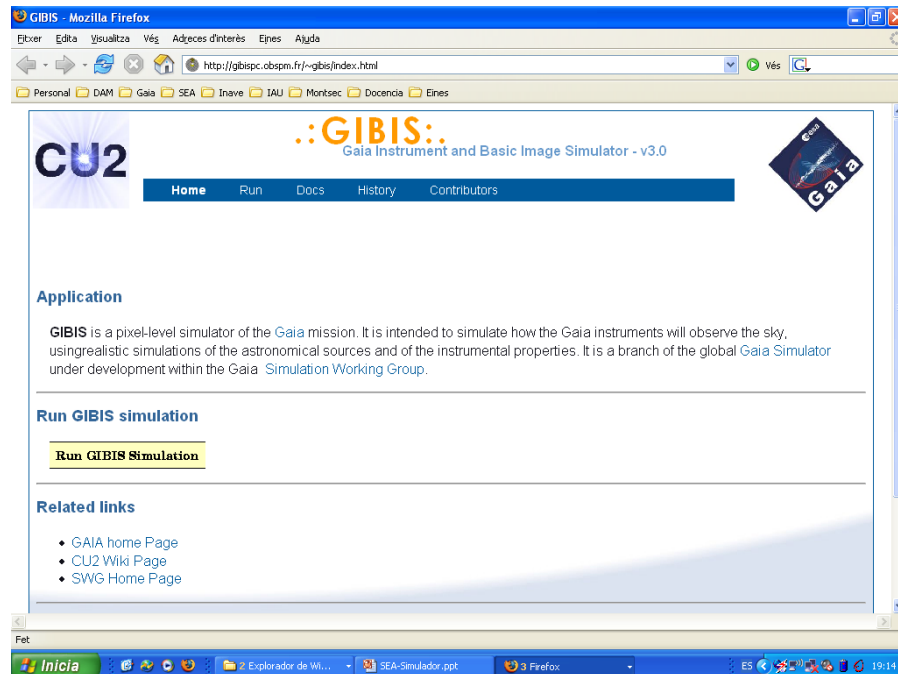 GIBIS - Mozilla Firefox
Fitxer Edita Visualitza Vés Adreces d'interès Eines Ajuda
http://gibispc.obspm.fr/~gibis/index.html Vés G
Personal DAM Gaia SEA Inave IAU Montsec Docencia Eines
CU2
.:GIBIS:.
Gaia Instrument and Basic Image Simulator - v3.0
esa
Gaia
Home Run Docs History Contributors
Application
GIBIS is a pixel-level simulator of the Gaia mission. It is intended to simulate how the Gaia instruments will observe the sky,
usingrealistic simulations of the astronomical sources and of the instrumental properties. It is a branch of the global Gaia Simulator
under development within the Gaia Simulation Working Group.
Run GIBIS simulation
Run GIBIS Simulation
Related links
GAIA home Page
CU2 Wiki Page
SWG Home Page
Fet
Inicia 2 Explorador de Wi... SEA-Simulador.ppt 3 Firefox ES 19:14